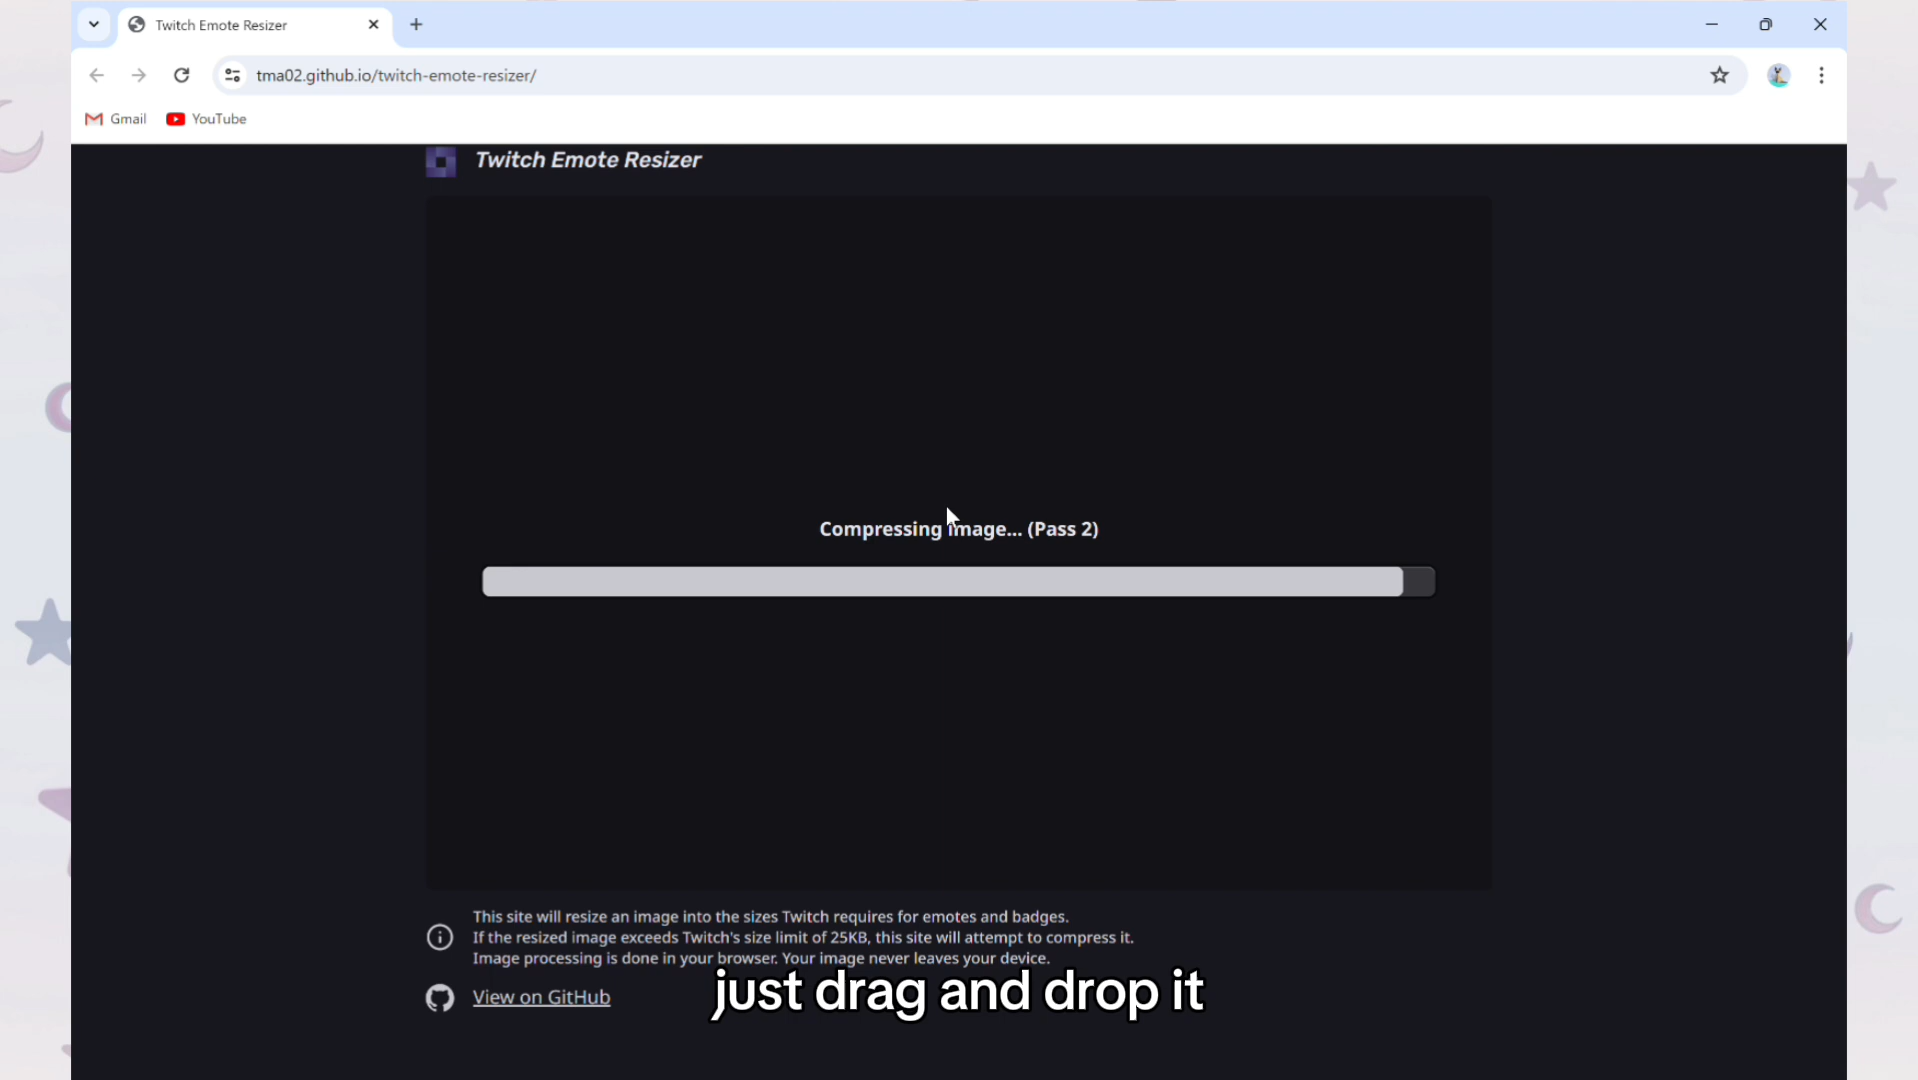 Twitch Emote Resizer
tma02.github.io/twitch-emote-resizer/
Gmail
YouTube
Twitch Emote Resizer
Compressing image... (Pass 2)
This site will resize an image into the sizes Twitch requires for emotes and badges.
If the resized image exceeds Twitch's size limit of 25KB, this site will attempt to compress it.
Image processing is done in your browser. Your image never leaves your device.
View on GitHub
just drag and drop it